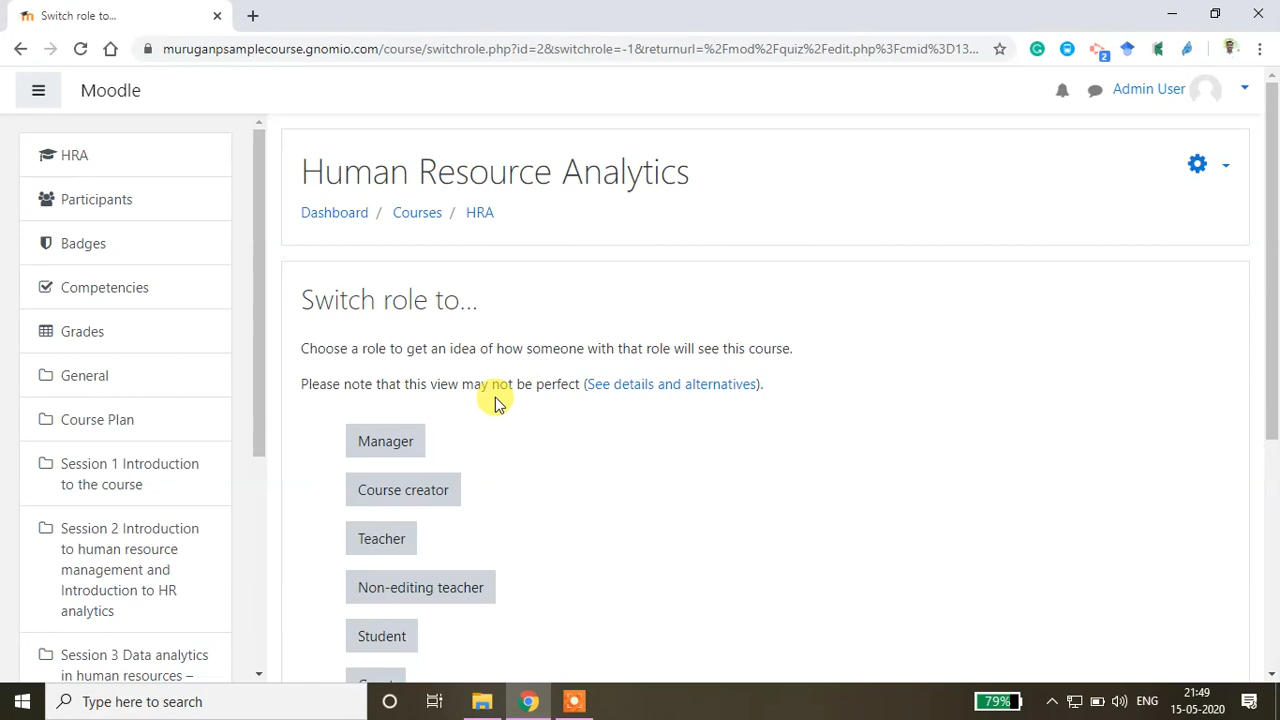 Switch role to...
muruganpsamplecourse.gnomio.com/course/switchrole.php?id=2&switchrole=-1&returnurl=%2Fmod%2Fquiz%2Fedit.php%3Fcmid%3D13...
2
Moodle
Admin User
HRA
Participants
Badges
Competencies
Grades
General
Course Plan
Session 1 Introduction
to the course
Session 2 Introduction
to human resource
management and
Introduction to HR
analytics
Session 3 Data analytics
in human resources –
Human Resource Analytics
Dashboard / Courses / HRA
Switch role to...
Choose a role to get an idea of how someone with that role will see this course.
Please note that this view may not be perfect (See details and alternatives).
Manager
Course creator
Teacher
Non-editing teacher
Student
Type here to search
79%
ENG
21:49
15-05-2020